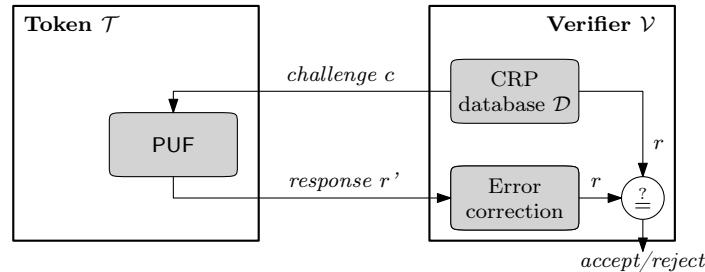 Token 𝒯
Verifier 𝒱
challenge c
CRP
database 𝒟
PUF
r
response r'
Error
correction
r
?
=
accept/reject